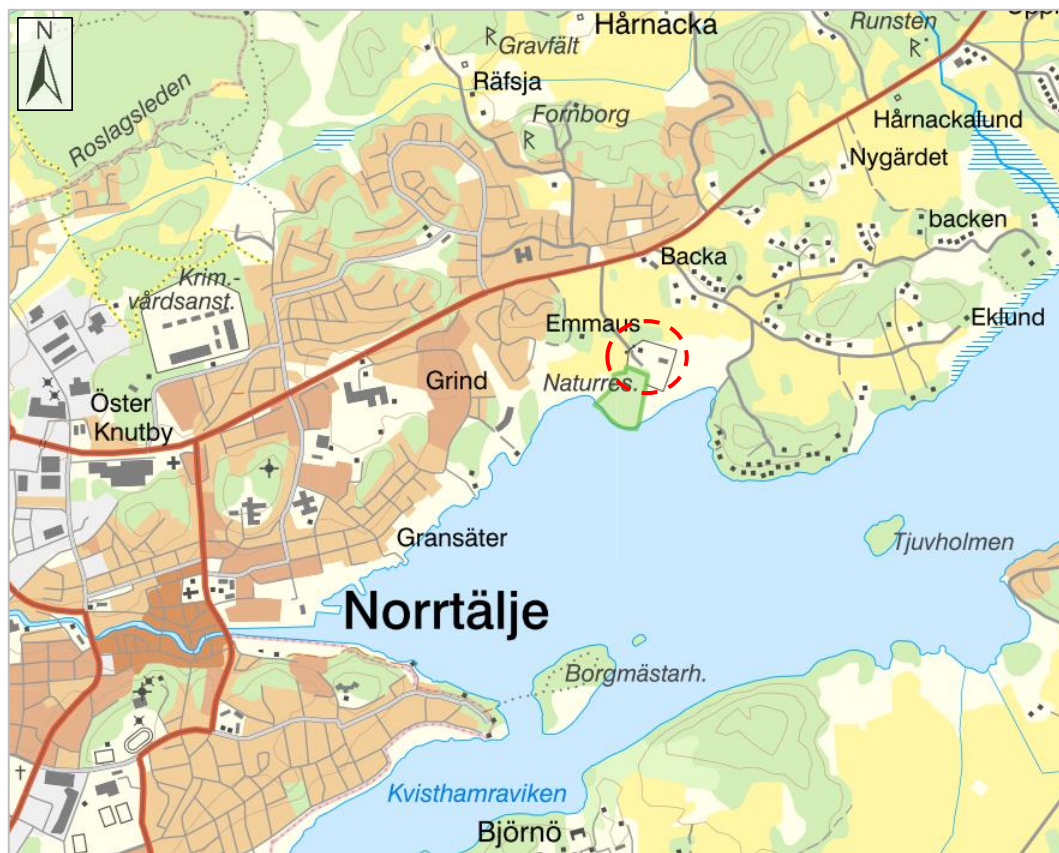 N
Hårnacka
Runsten
Gravfält
Räfsja
Roslagsleden
Fornborg
Hårnackalund
Nygärdet
backen
Backa
Krim.-
vårdsanst.
Emmaus
Eklund
Grind
Naturres.
Öster
Knutby
Gransäter
Tjuvholmen
Norrtälje
Borgmästarh.
Kvisthamraviken
Björnö